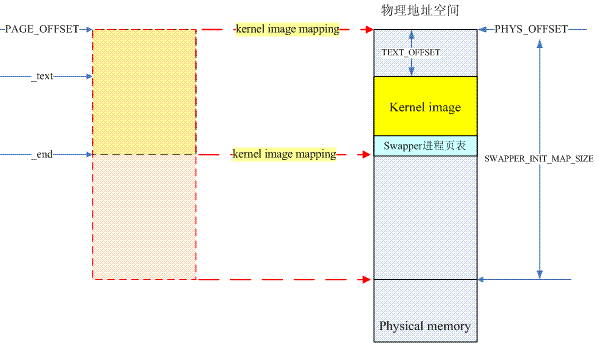 物理地址空间
PAGE_OFFSET
kernel image mapping
PHYS_OFFSET
TEXT_OFFSET
_text
Kernel image
Swapper进程页表
_end
kernel image mapping
SWAPPER_INIT_MAP_SIZE
Physical memory